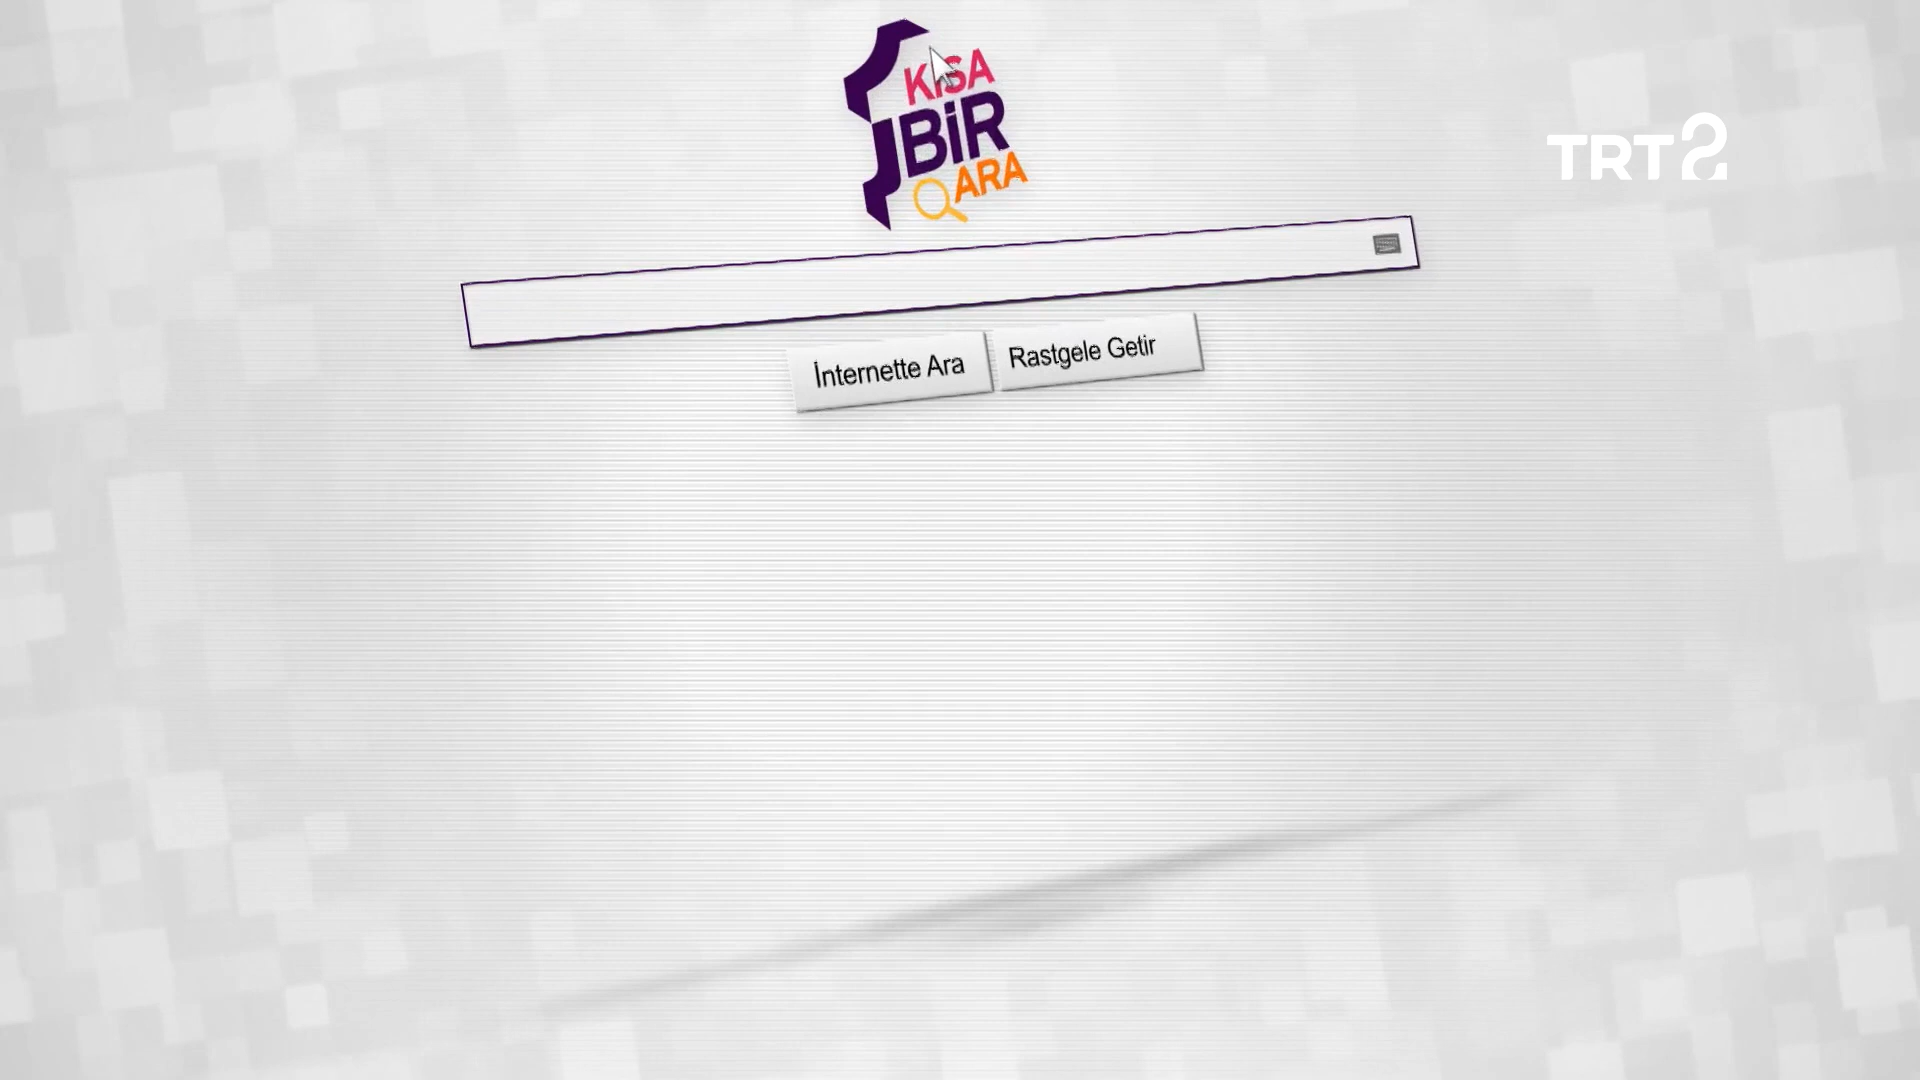 KISA
BİR
ARA
TRT2
İnternette Ara
Rastgele Getir